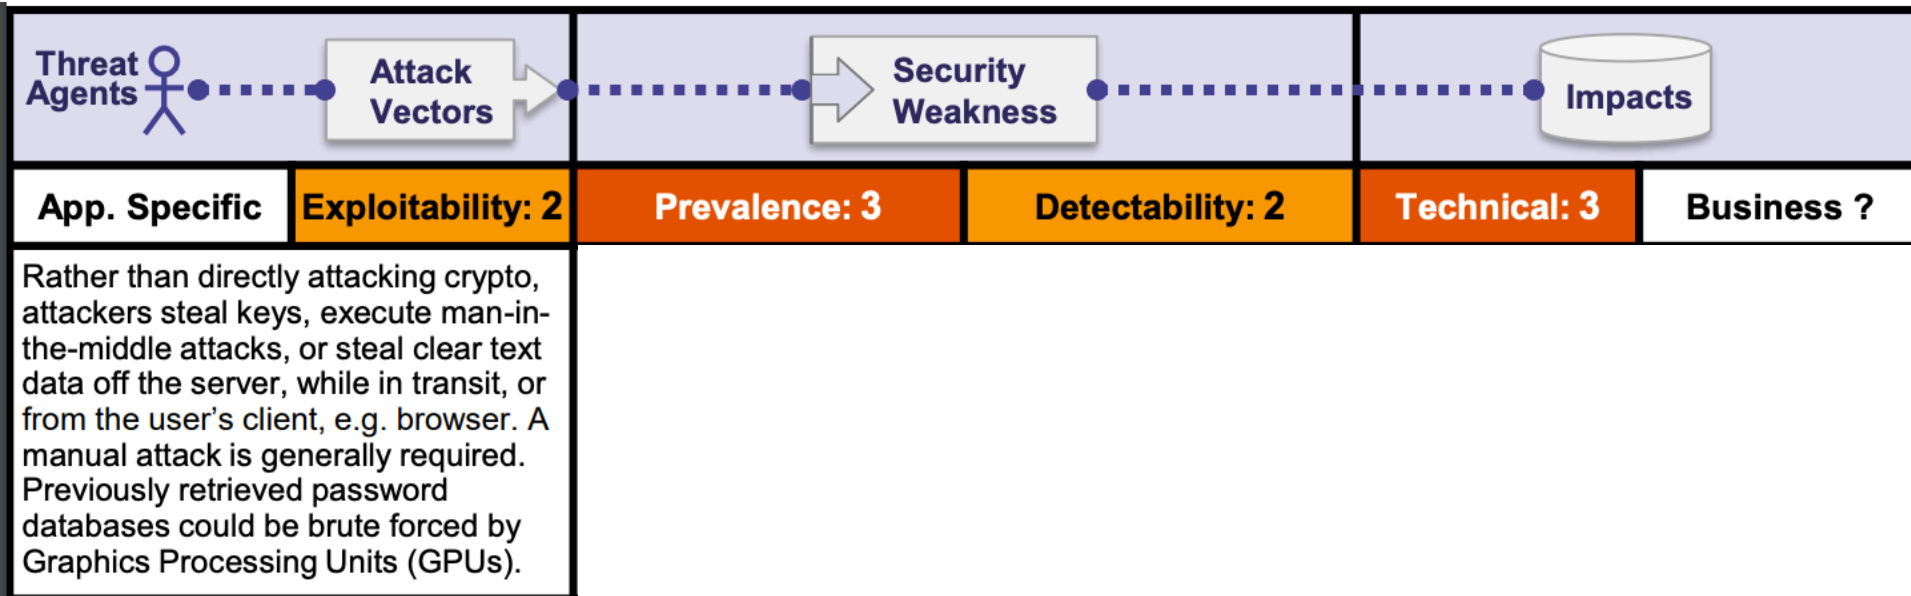 Threat
Agents
Attack
Vectors
Security
Weakness
Impacts
App. Specific
Exploitability: 2
Prevalence: 3
Detectability: 2
Technical: 3
Business ?
Rather than directly attacking crypto,
attackers steal keys, execute man-in-
the-middle attacks, or steal clear text
data off the server, while in transit, or
from the user’s client, e.g. browser. A
manual attack is generally required.
Previously retrieved password
databases could be brute forced by
Graphics Processing Units (GPUs).